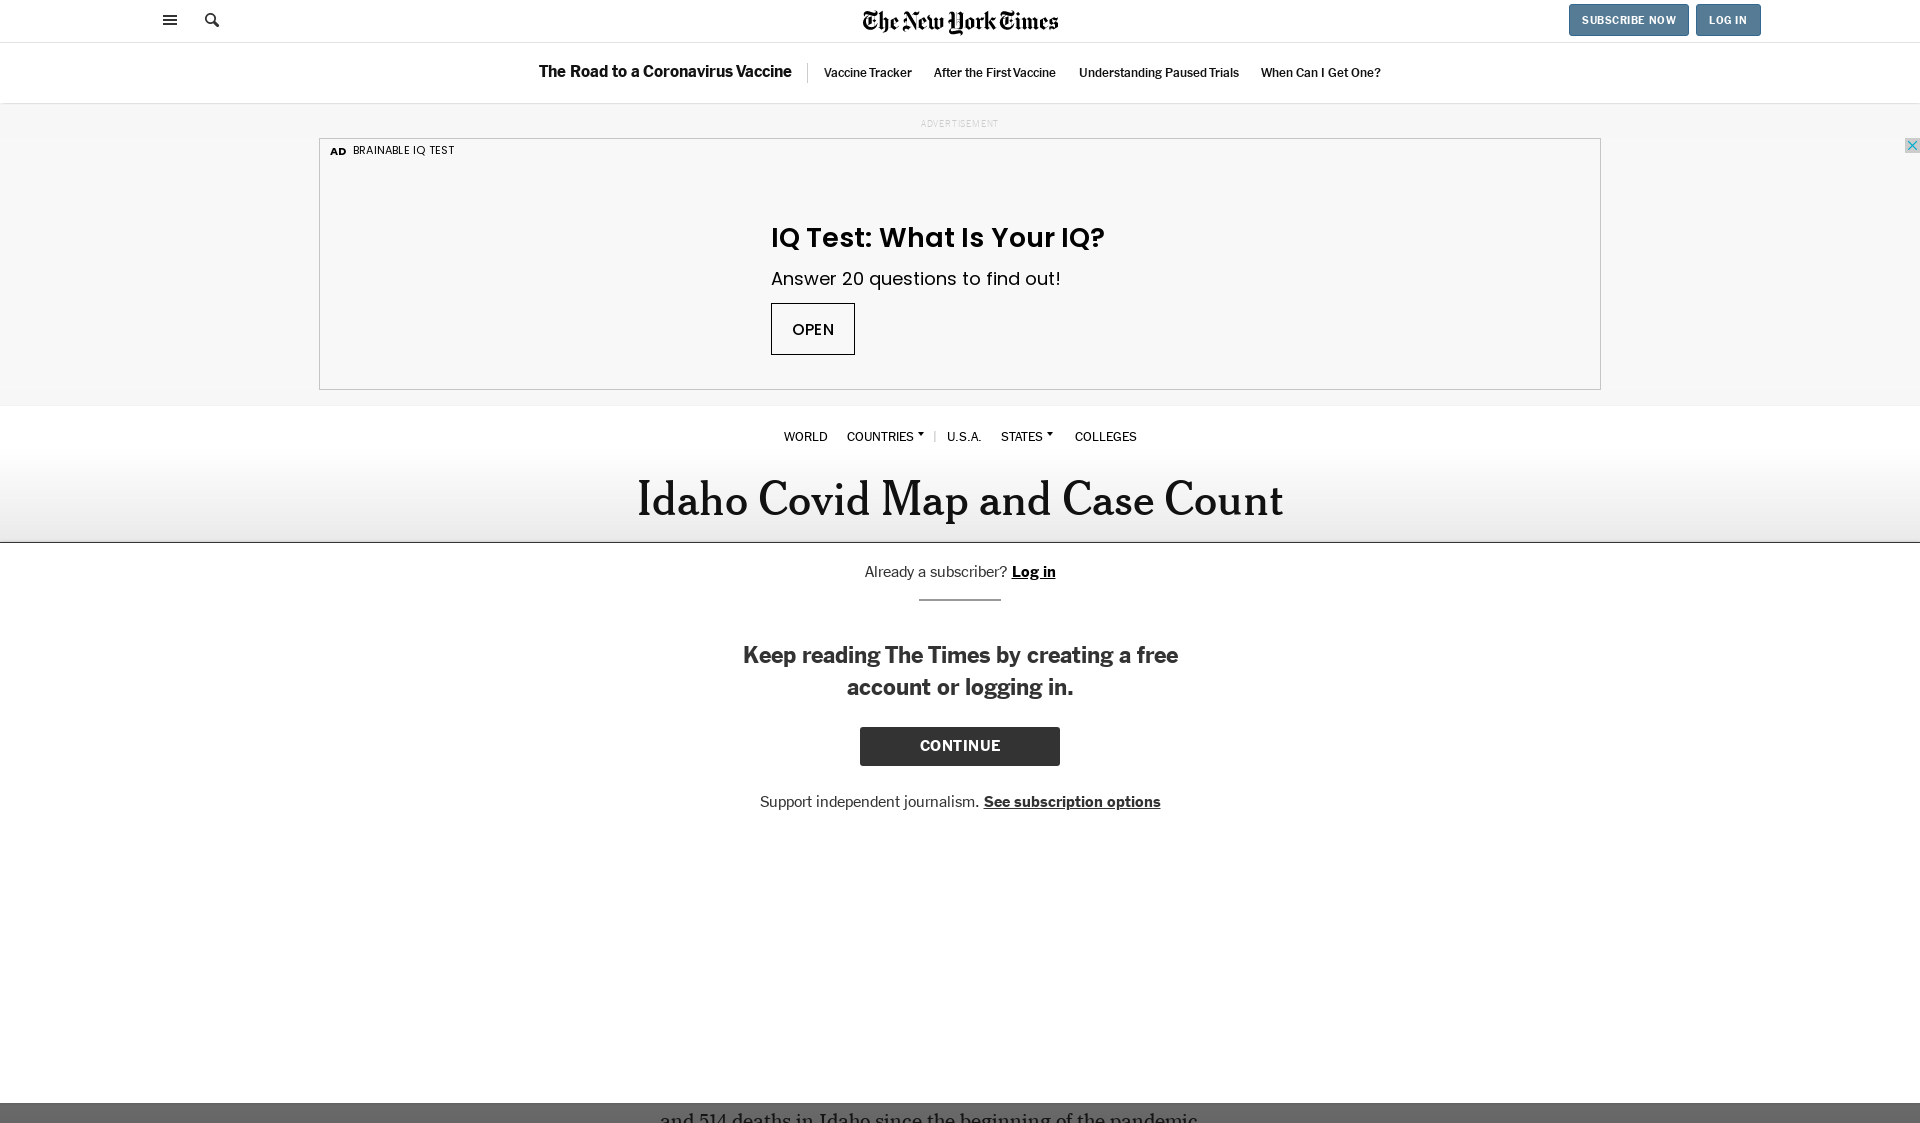 The New York Times
SUBSCRIBE NOW
LOG IN
The Road to a Coronavirus Vaccine
Vaccine Tracker
After the First Vaccine
Understanding Paused Trials
When Can I Get One?
ADVERTISEMENT
AD BRAINABLE IQ TEST
IQ Test: What Is Your IQ?
Answer 20 questions to find out!
OPEN
WORLD
COUNTRIES
U.S.A.
STATES
COLLEGES
Idaho Covid Map and Case Count
Already a subscriber? Log in
Keep reading The Times by creating a free
account or logging in.
CONTINUE
Support independent journalism. See subscription options
and 514 deaths in Idaho since the beginning of the pandemic